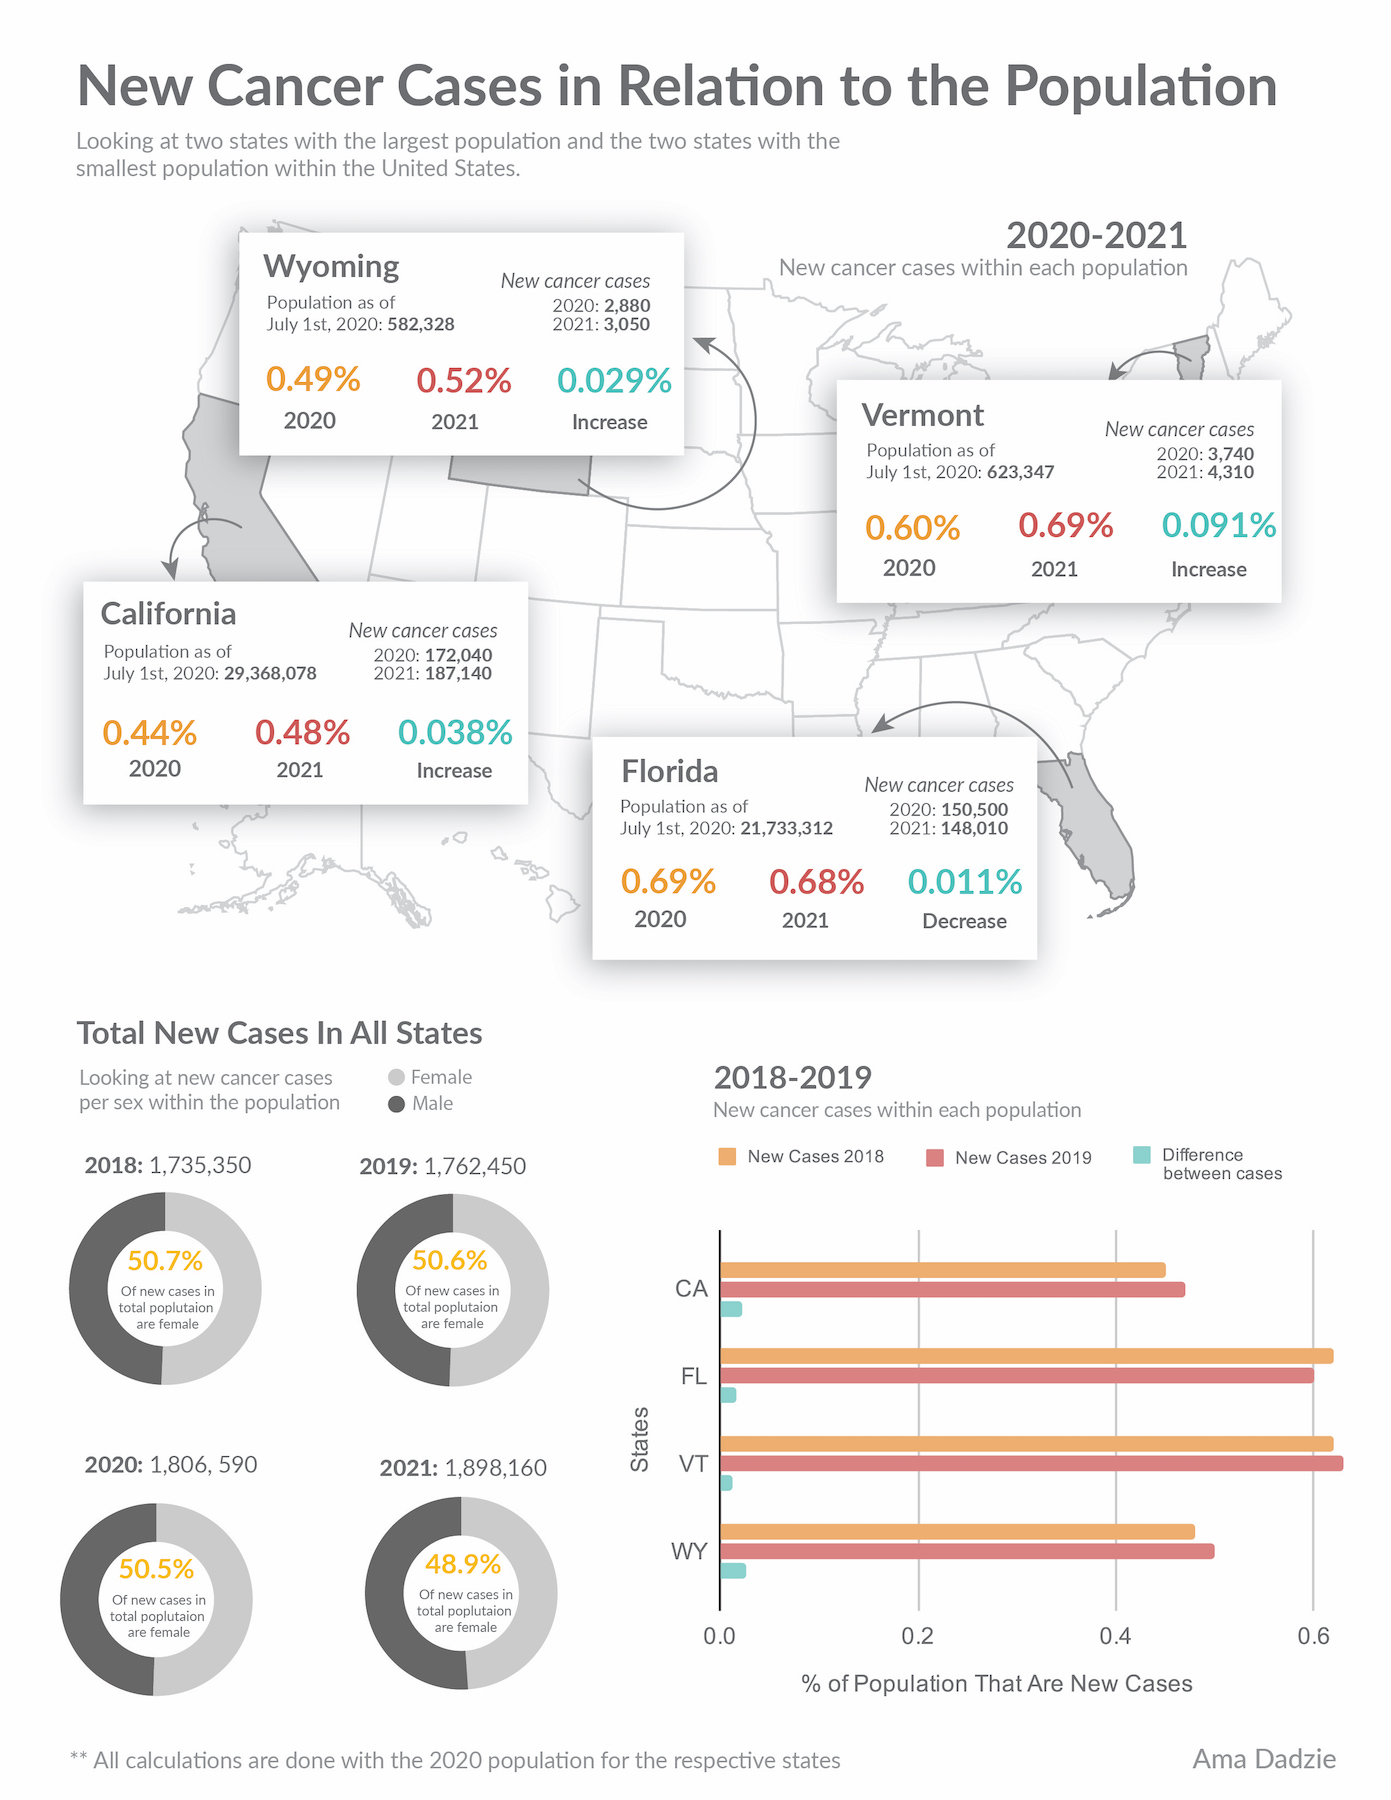 New Cancer Cases in Relation to the Population
Looking at two states with the largest population and the two states with the
smallest population within the United States.
2020-2021
New cancer cases within each population
Wyoming
Population as of
July 1st, 2020: 582,328
New cancer cases
2020: 2,880
2021: 3,050
0.49%
0.52%
0.029%
2020
2021
Increase
Vermont
Population as of
July 1st, 2020: 623,347
New cancer cases
2020: 3,740
2021: 4,310
0.60%
0.69%
0.091%
2020
2021
Increase
California
Population as of
July 1st, 2020: 29,368,078
New cancer cases
2020: 172,040
2021: 187,140
0.44%
0.48%
0.038%
2020
2021
Increase
Florida
Population as of
July 1st, 2020: 21,733,312
New cancer cases
2020: 150,500
2021: 148,010
0.69%
0.68%
0.011%
2020
2021
Decrease
Total New Cases In All States
Looking at new cancer cases
per sex within the population
Female
Male
2018: 1,735,350
50.7%
Of new cases in
total poplutaion
are female
2019: 1,762,450
50.6%
Of new cases in
total poplutaion
are female
2020: 1,806, 590
50.5%
Of new cases in
total poplutaion
are female
2021: 1,898,160
48.9%
Of new cases in
total poplutaion
are female
2018-2019
New cancer cases within each population
New Cases 2018
New Cases 2019
Difference
between cases
States
CA
FL
VT
WY
0.0
0.2
0.4
0.6
% of Population That Are New Cases
** All calculations are done with the 2020 population for the respective states
Ama Dadzie